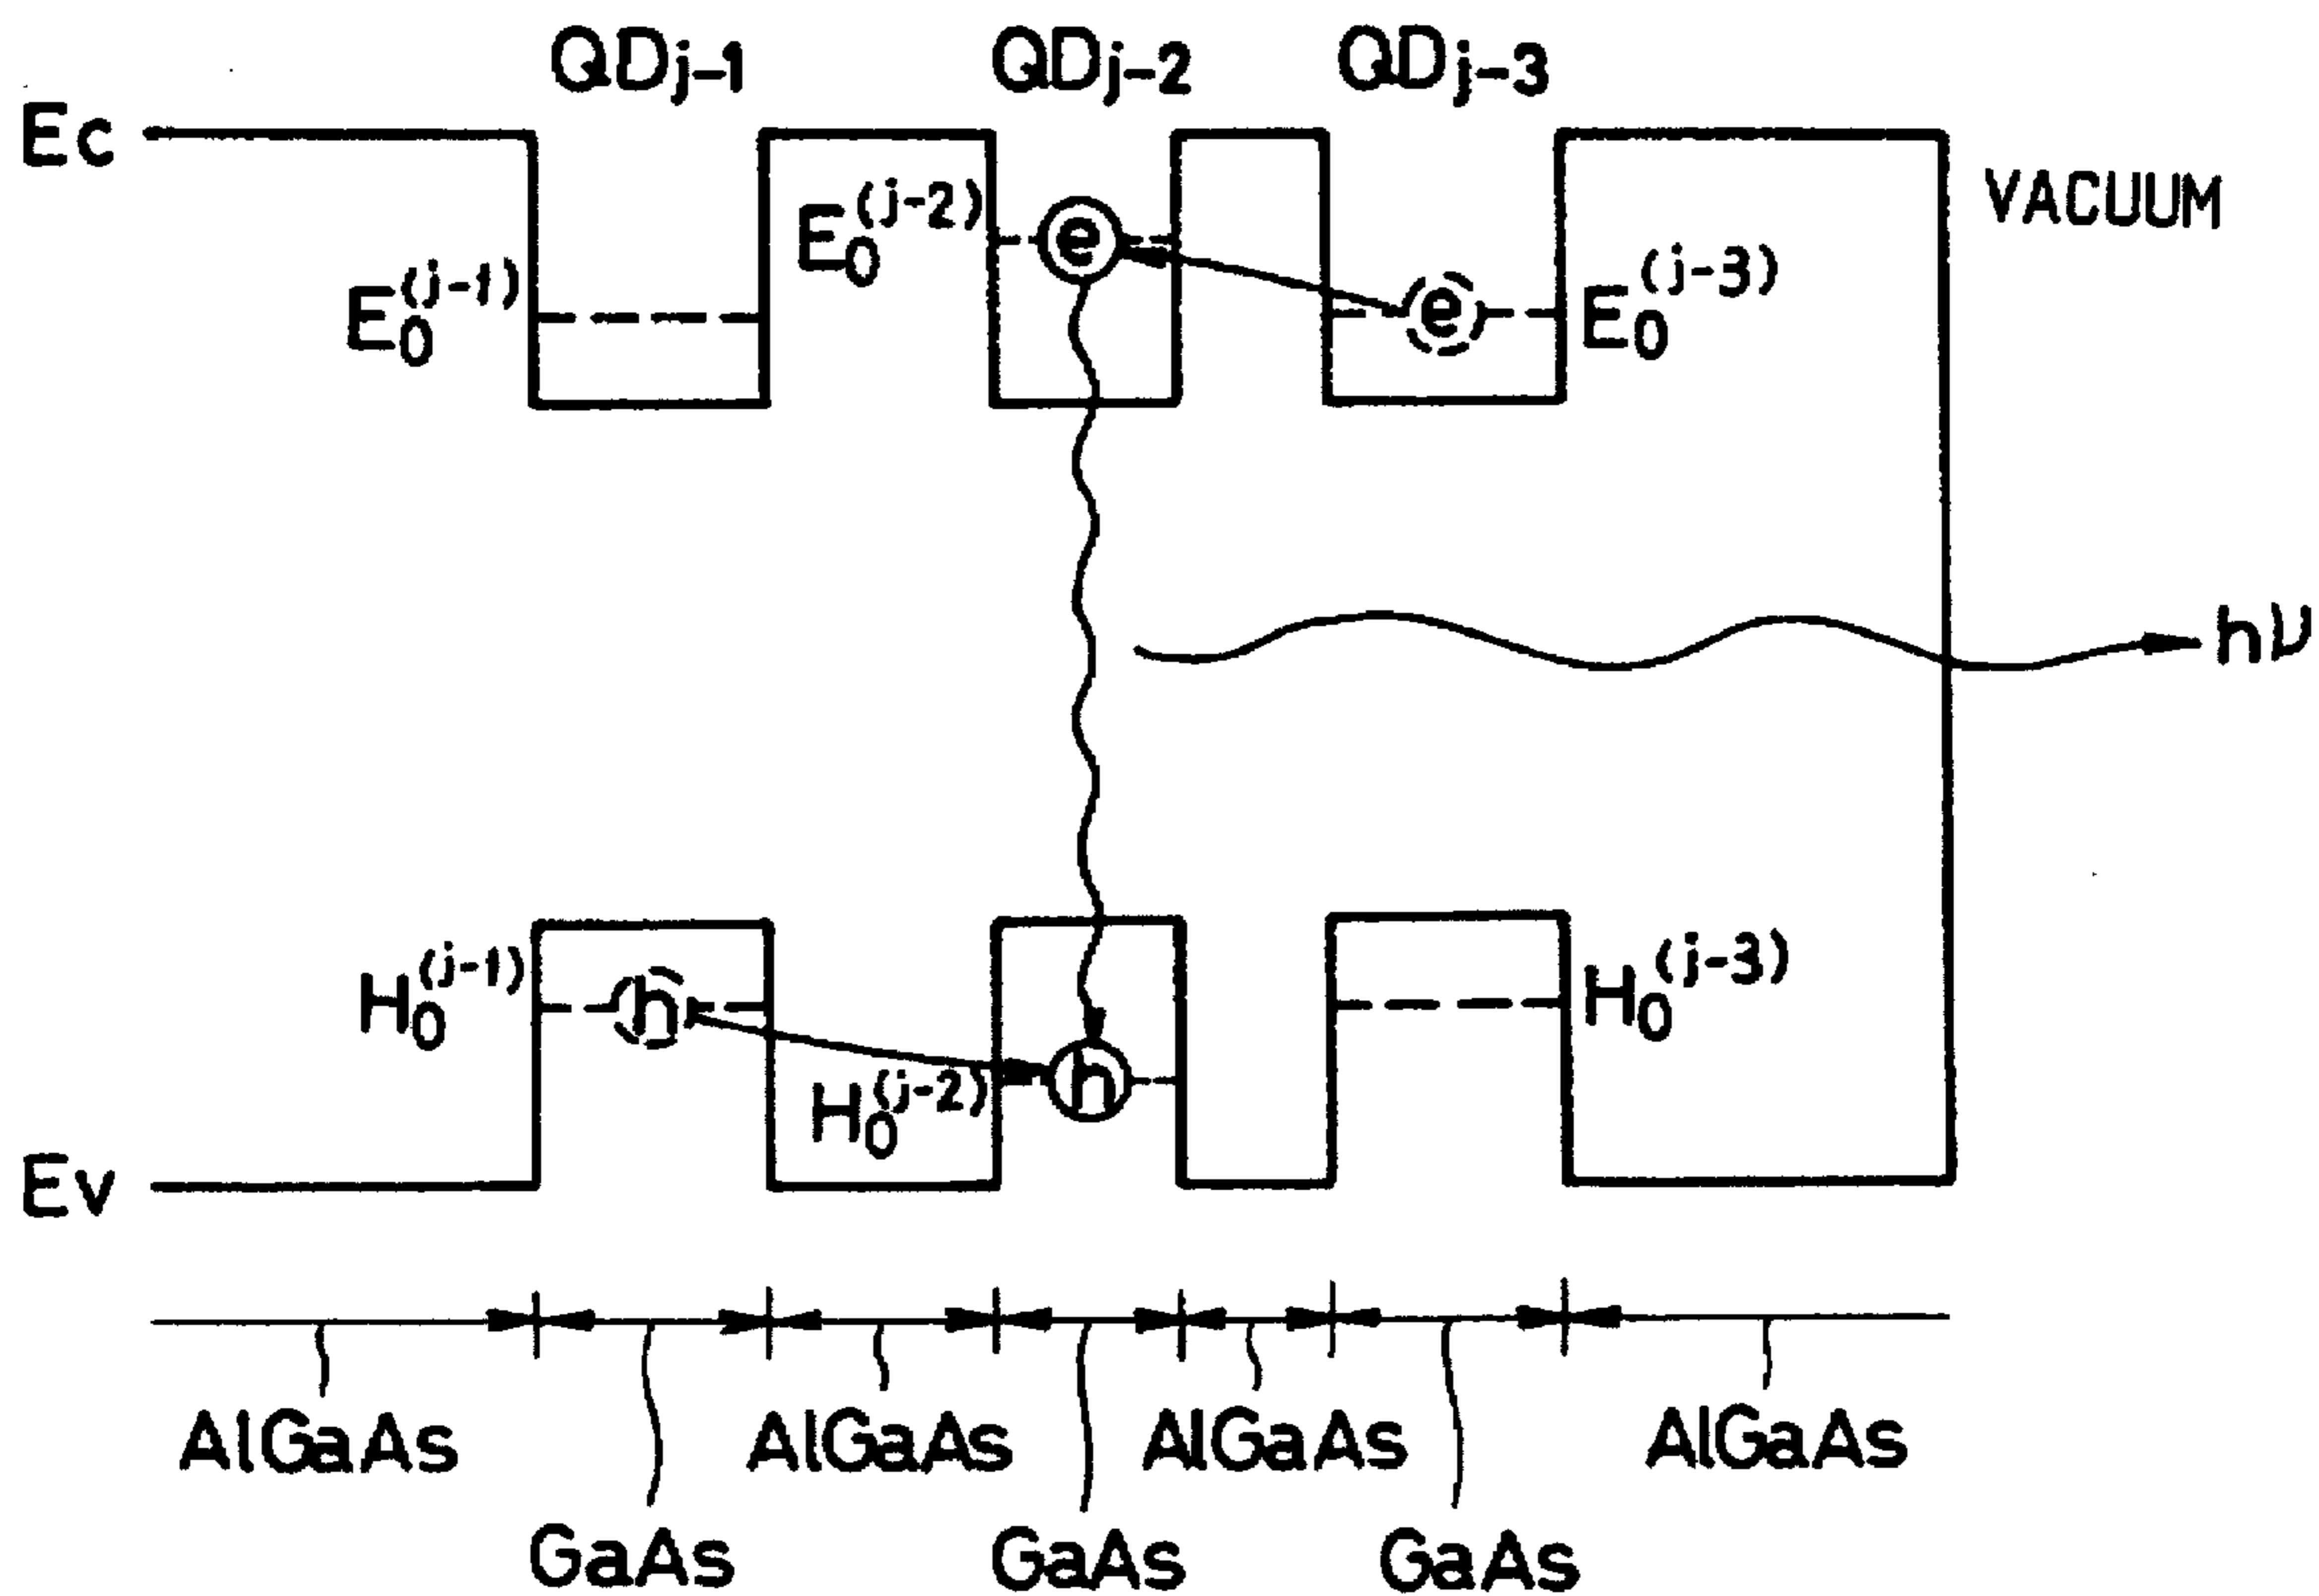 QDj-1 QDj-2 QDj-3
Ec
VACUUM
E0(j-2)
E0(j-1)
E0(j-3)
e
e
hν
H0(j-1)
h
H0(j-3)
H0(j-2)
h
Ev
AlGaAs AlGaAs AlGaAs AlGaAs
GaAs GaAs GaAs